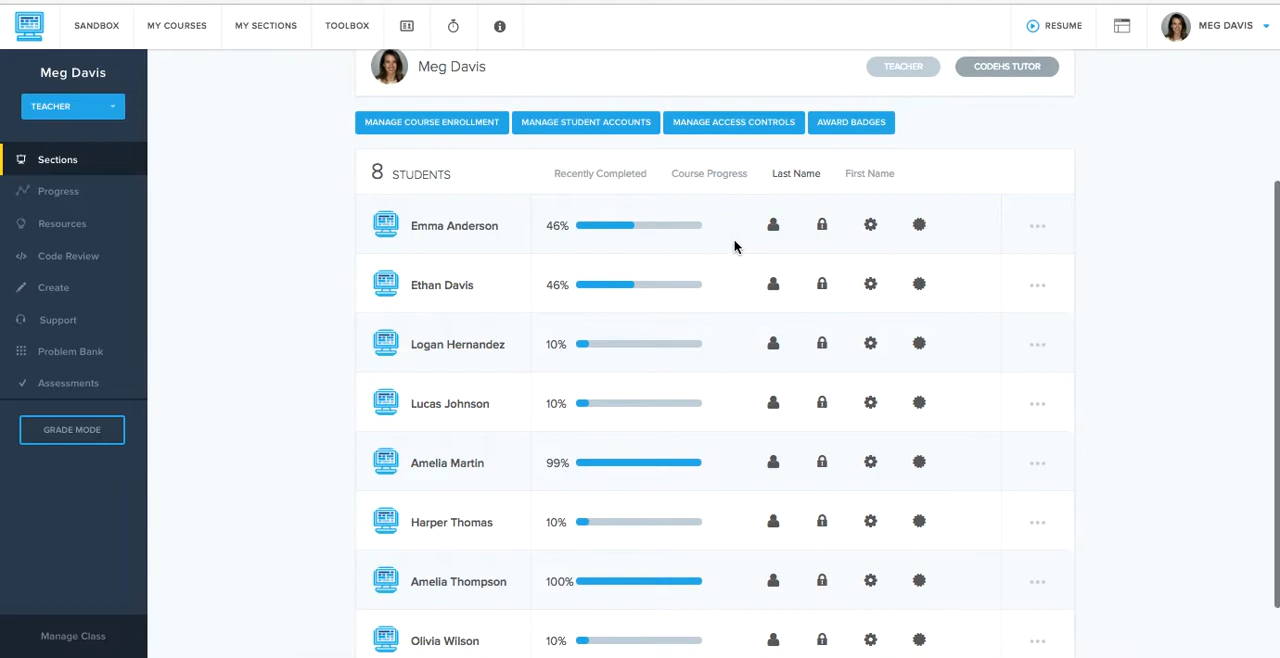 SANDBOX MY COURSES MY SECTIONS TOOLBOX RESUME MEG DAVIS
Meg Davis
TEACHER
Sections
Progress
Resources
Code Review
Create
Support
Problem Bank
Assessments
GRADE MODE
Manage Class
Meg Davis TEACHER CODEHS TUTOR
MANAGE COURSE ENROLLMENT MANAGE STUDENT ACCOUNTS MANAGE ACCESS CONTROLS AWARD BADGES
8 STUDENTS Recently Completed Course Progress Last Name First Name
Emma Anderson 46%
Ethan Davis 46%
Logan Hernandez 10%
Lucas Johnson 10%
Amelia Martin 99%
Harper Thomas 10%
Amelia Thompson 100%
Olivia Wilson 10%